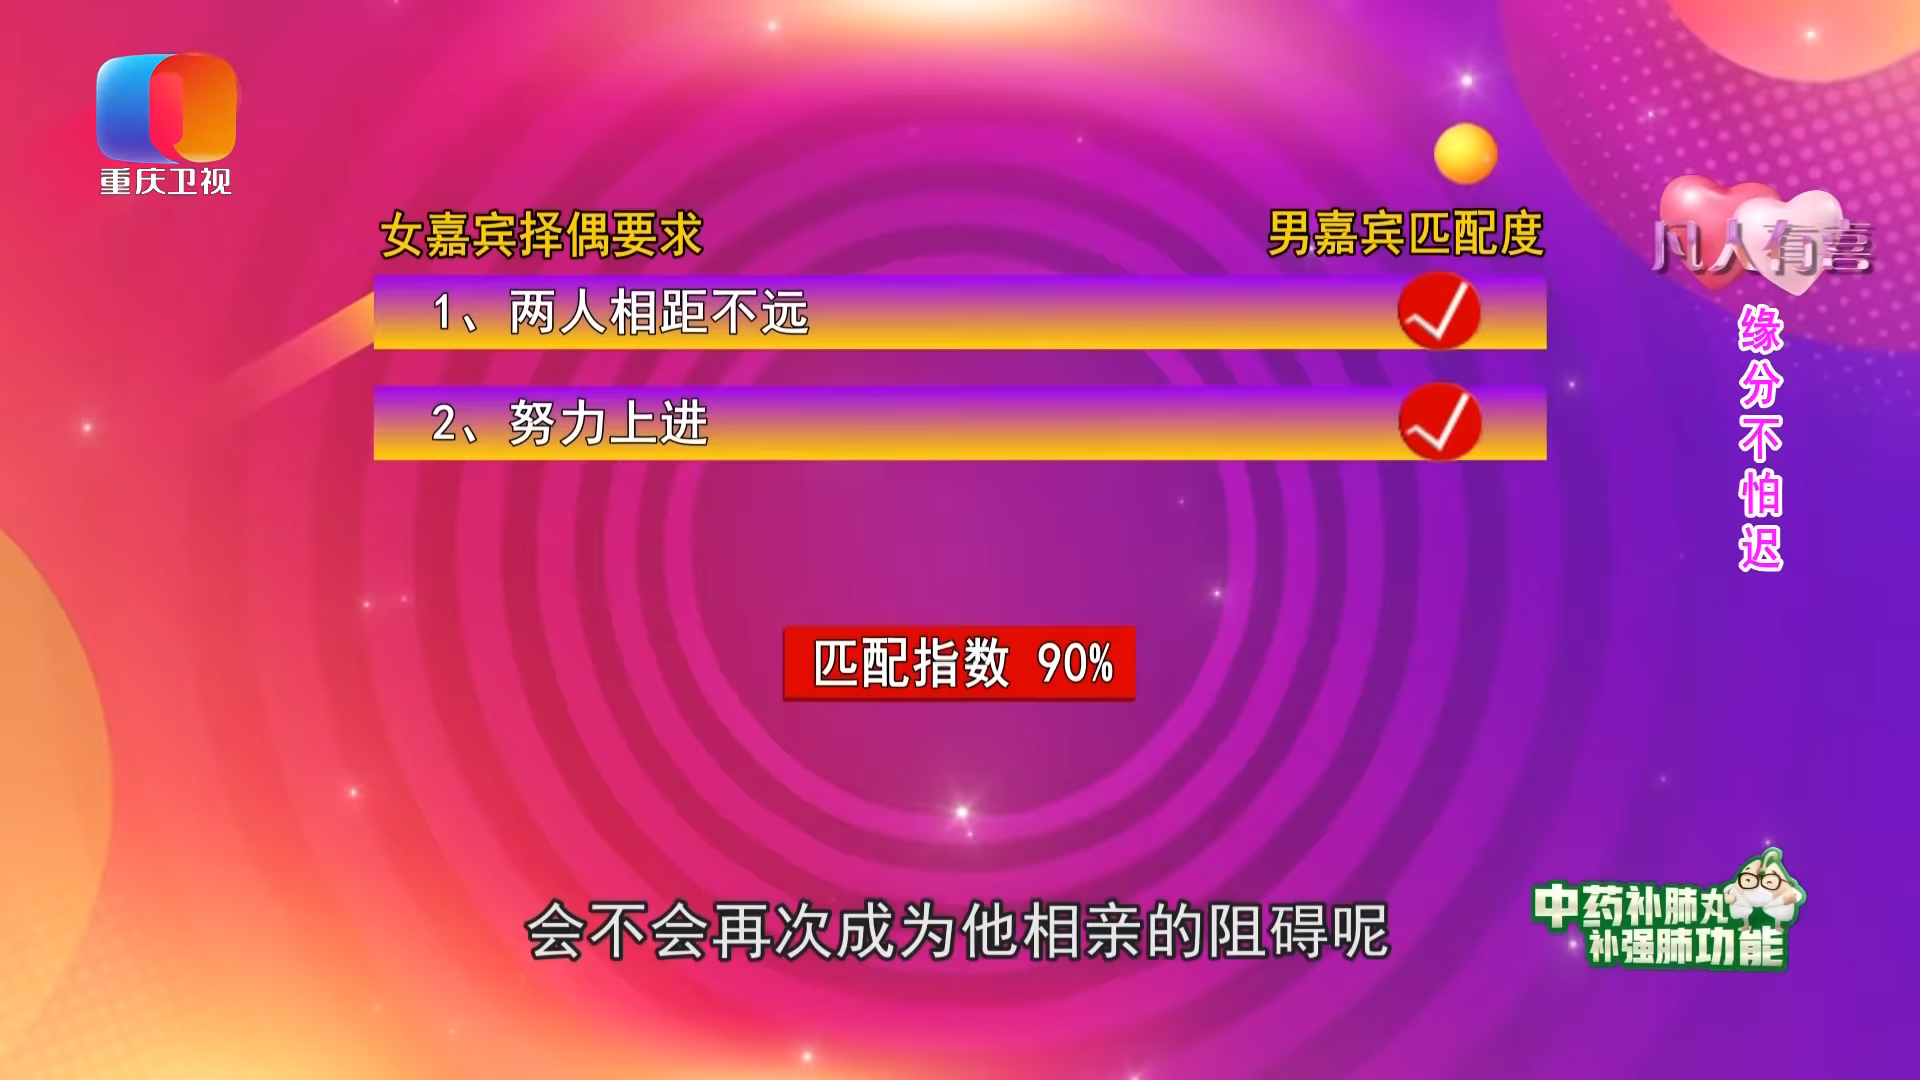 重庆卫视
女嘉宾择偶要求
男嘉宾匹配度
1、两人相距不远
2、努力上进
匹配指数 90%
凡人有喜
缘分不怕迟
会不会再次成为他相亲的阻碍呢
中药补肺丸
补强肺功能